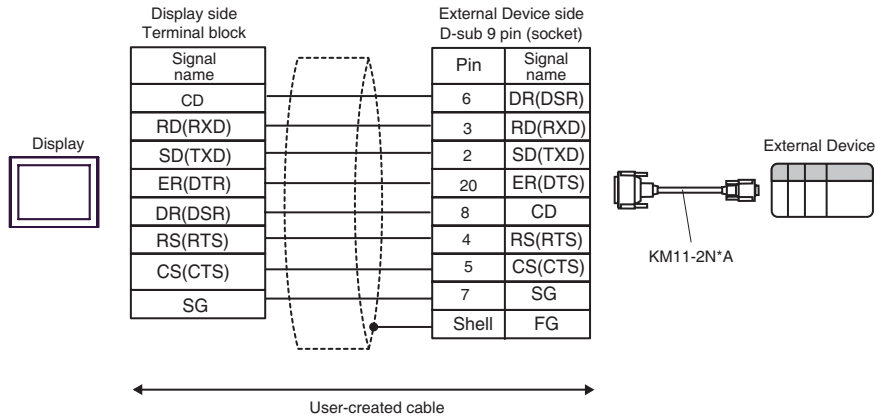 Display side
Terminal block
External Device side
D-sub 9 pin (socket)
Signal name
Pin
Signal name
CD
6
DR(DSR)
RD(RXD)
3
RD(RXD)
SD(TXD)
2
SD(TXD)
ER(DTR)
20
ER(DTS)
DR(DSR)
8
CD
RS(RTS)
4
RS(RTS)
CS(CTS)
5
CS(CTS)
SG
7
SG
Shell
FG
Display
External Device
KM11-2N*A
User-created cable